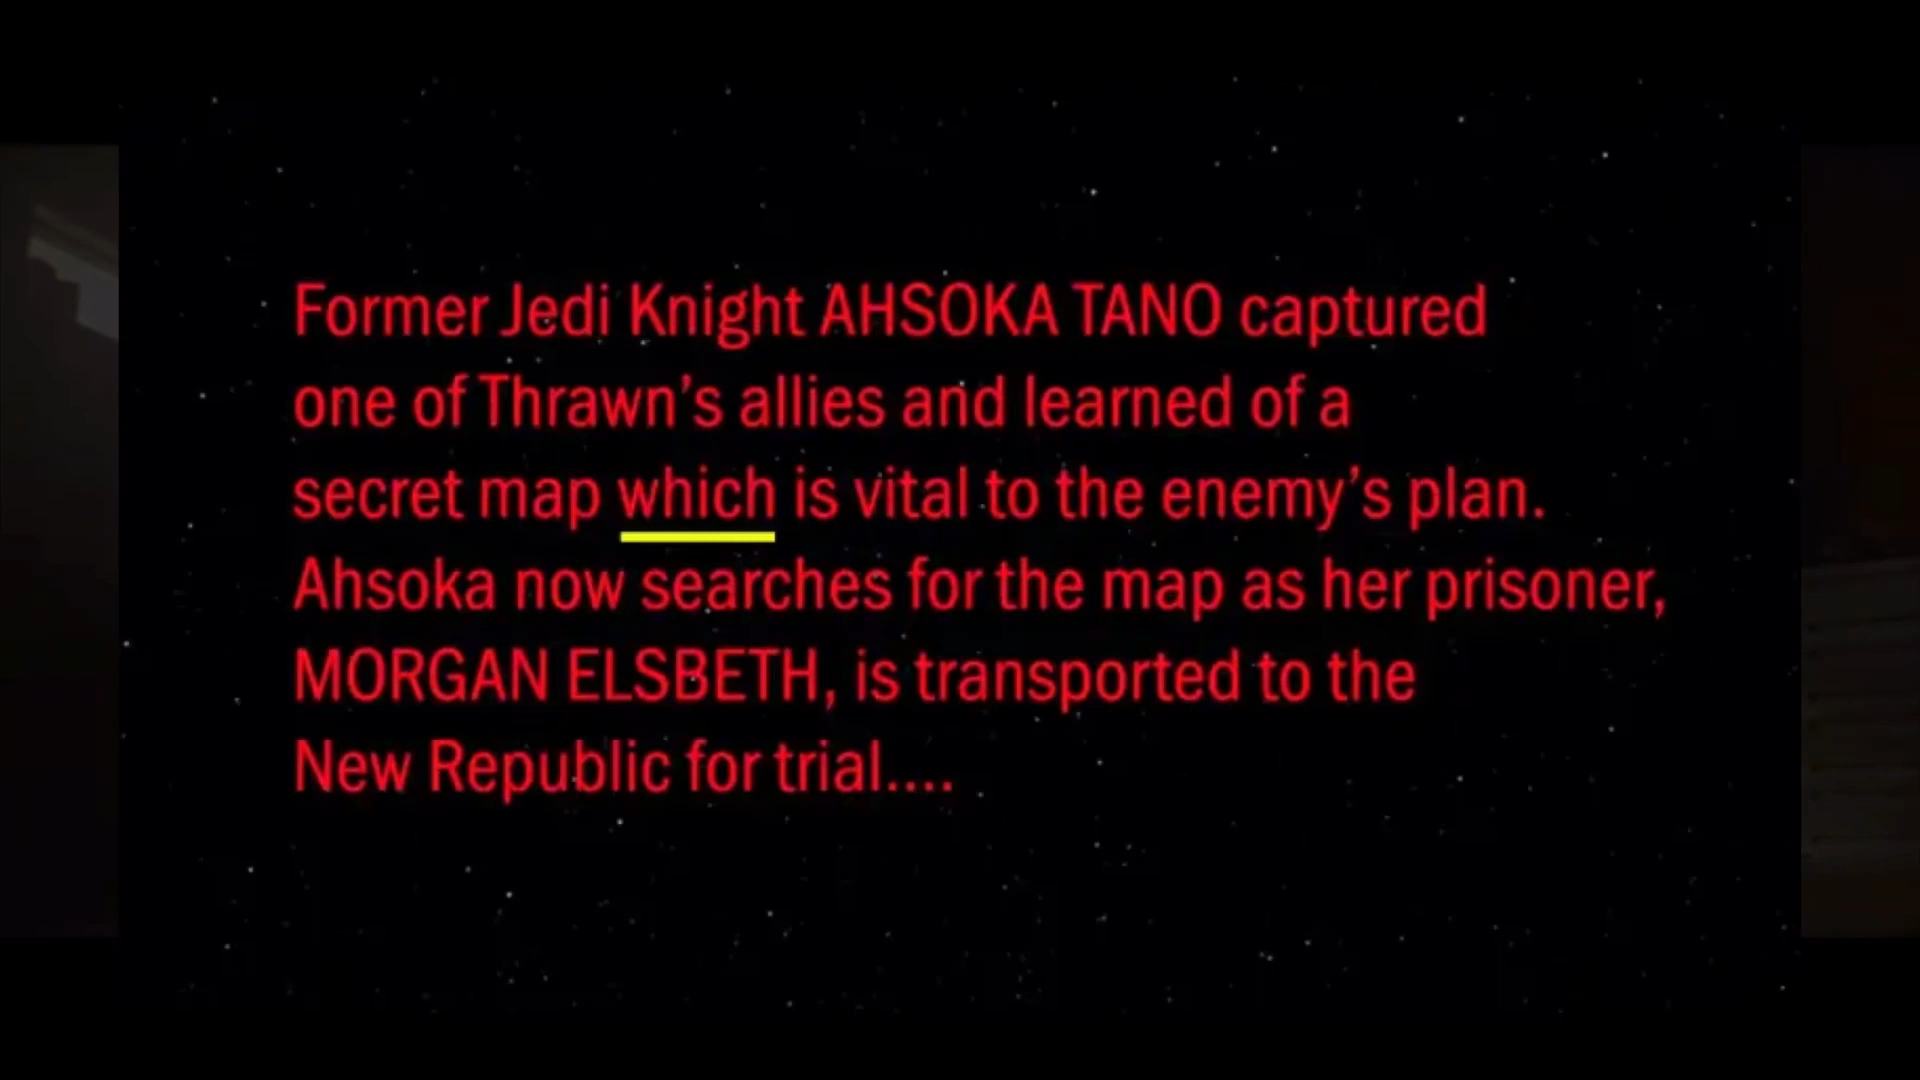 Former Jedi Knight AHSOKA TANO captured
one of Thrawn’s allies and learned of a
secret map which is vital to the enemy’s plan.
Ahsoka now searches for the map as her prisoner,
MORGAN ELSBETH, is transported to the
New Republic for trial....